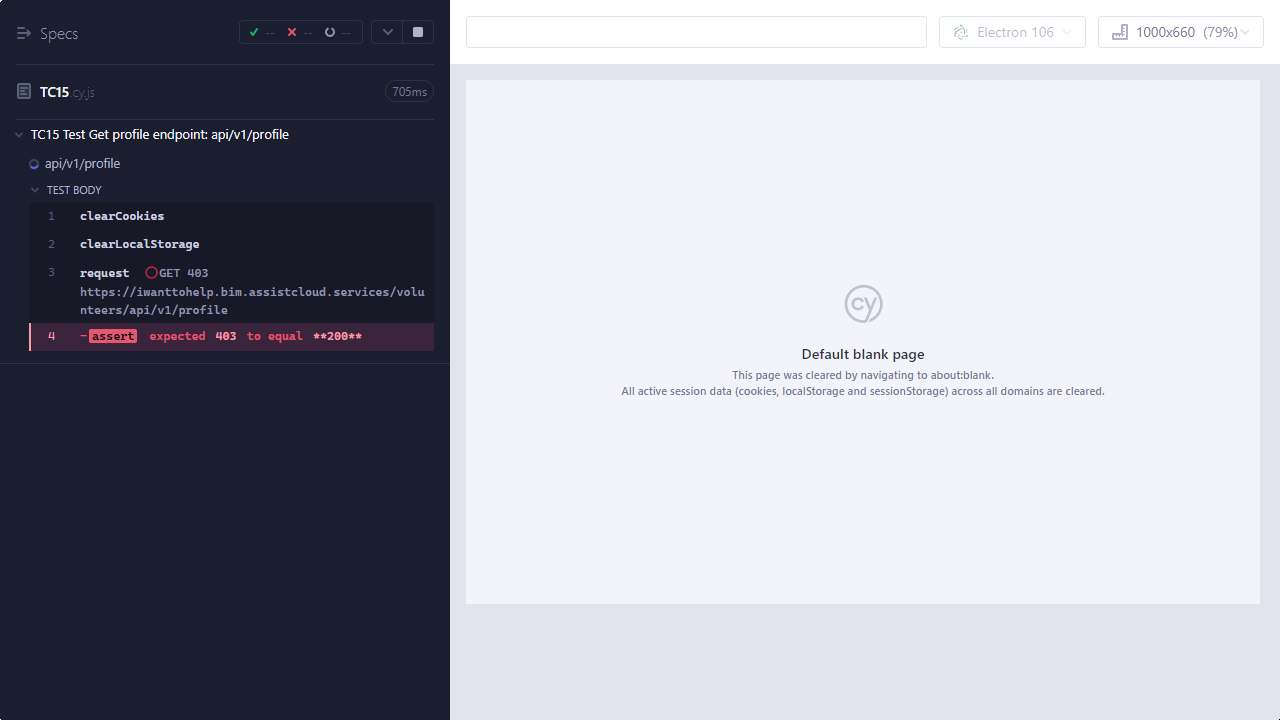 Specs
-- -- --
TC15.cy.js
705ms
TC15 Test Get profile endpoint: api/v1/profile
api/v1/profile
TEST BODY
1 clearCookies
2 clearLocalStorage
3 request GET 403
https://iwanttohelp.bim.assistcloud.services/volu
nteers/api/v1/profile
4 -assert expected 403 to equal **200**
Electron 106
1000x660 (79%)
cy
Default blank page
This page was cleared by navigating to about:blank.
All active session data (cookies, localStorage and sessionStorage) across all domains are cleared.